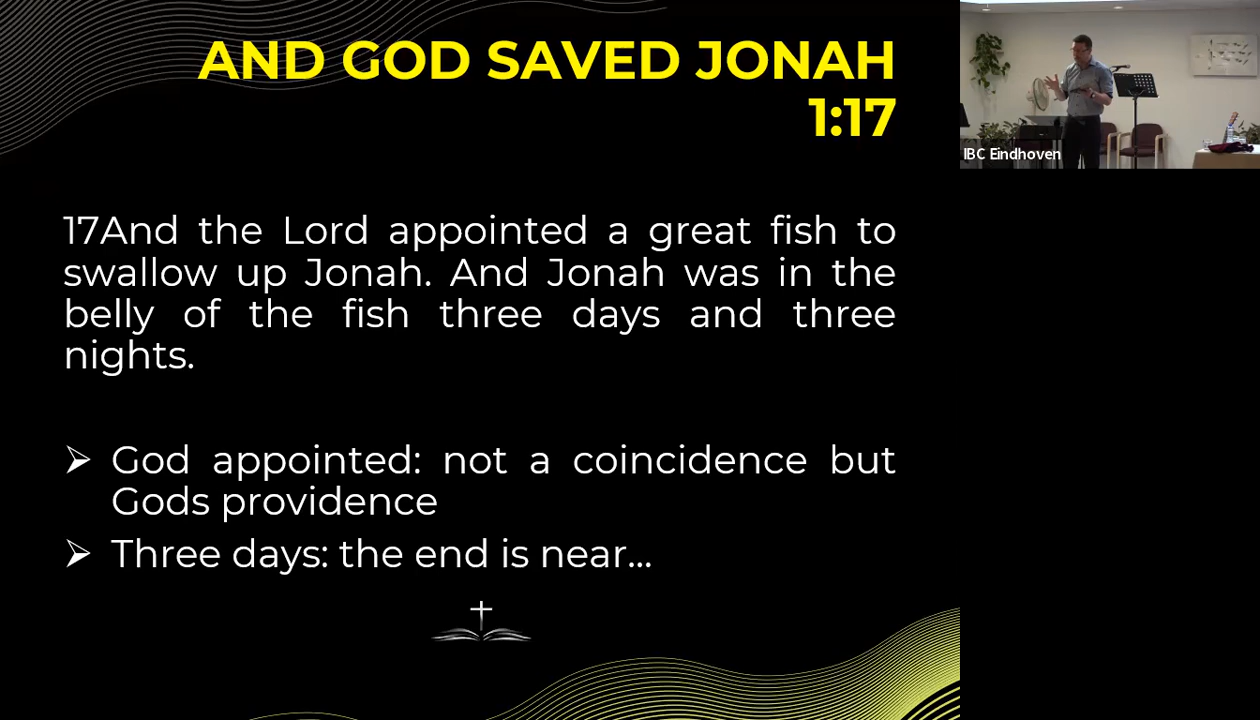 AND GOD SAVED JONAH
1:17
IBC Eindhoven
17And the Lord appointed a great fish to
swallow up Jonah. And Jonah was in the
belly of the fish three days and three
nights.
God appointed: not a coincidence but
Gods providence
Three days: the end is near...